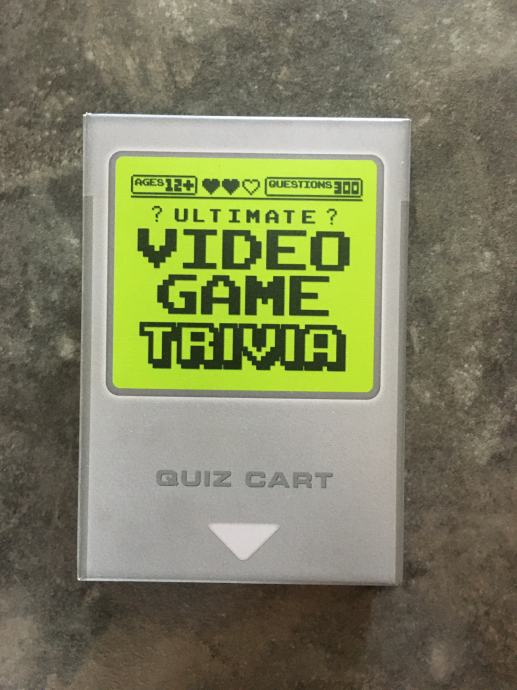 AGES 12+ QUESTIONS 300
? ULTIMATE ?
VIDEO
GAME
TRIVIA
QUIZ CART